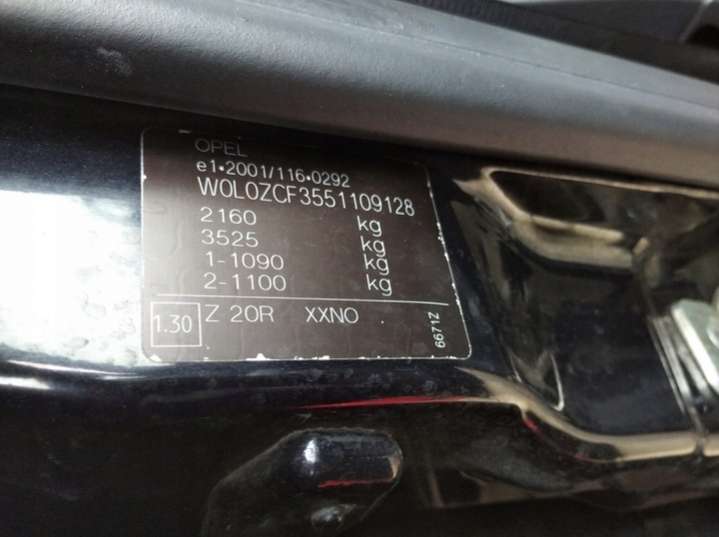 OPEL
e1•2001/116•0292
W0L0ZCF3551109128
2160 kg
3525 kg
1-1090 kg
2-1100 kg
1.30 Z 20R XXNO
6671Z